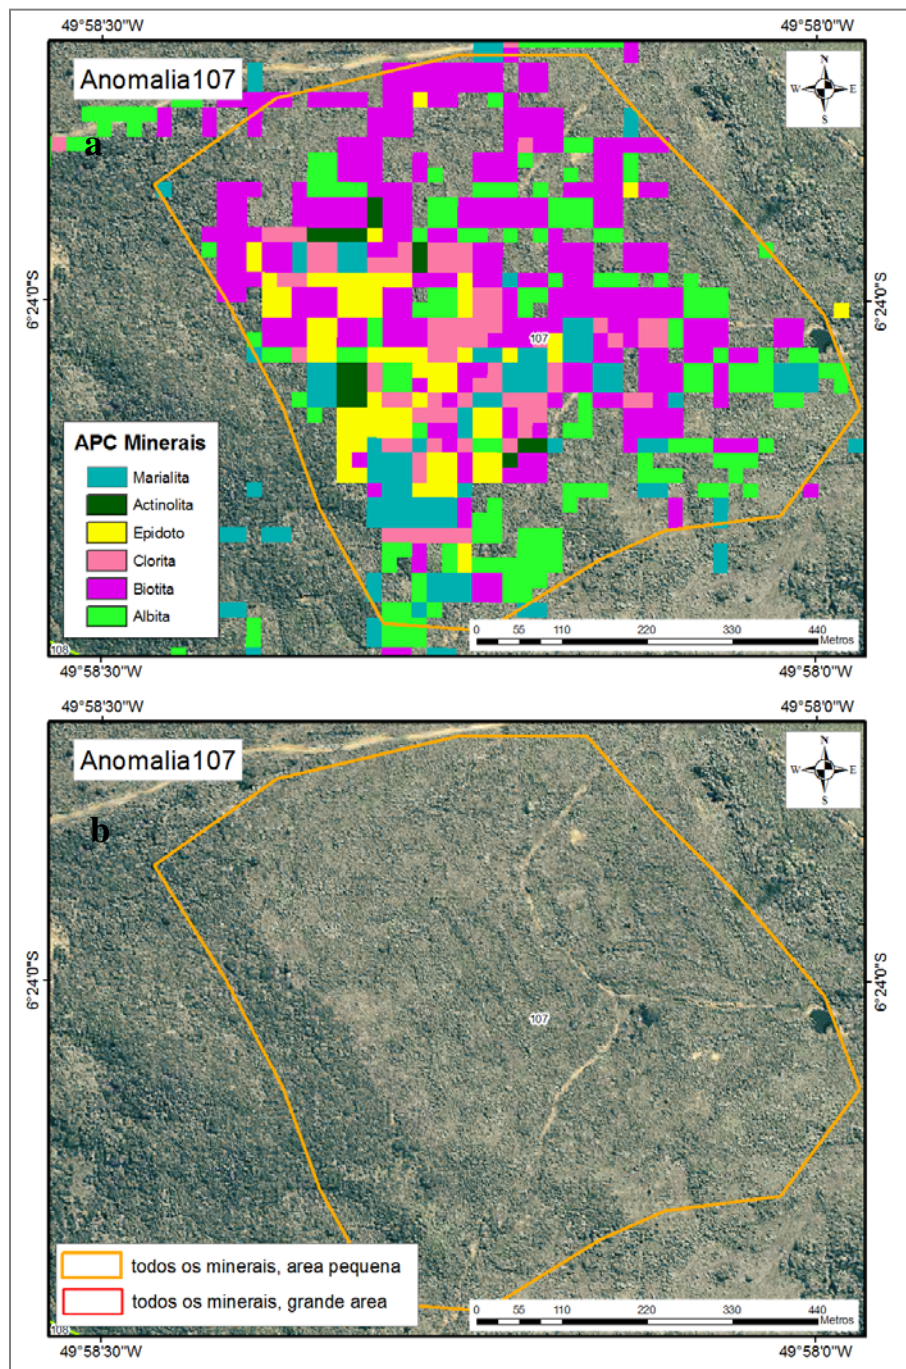 49°58'30"W
49°58'0"W
Anomalia107
N
W
E
S
a
6°24'0"S
6°24'0"S
107
APC Minerais
Marialita
Actinolita
Epidoto
Clorita
Biotita
Albita
0 55 110 220 330 440
Metros
108
49°58'30"W
49°58'0"W
49°58'30"W
49°58'0"W
Anomalia107
N
W
E
S
b
6°24'0"S
6°24'0"S
107
todos os minerais, area pequena
todos os minerais, grande area
0 55 110 220 330 440
Metros
108
49°58'30"W
49°58'0"W